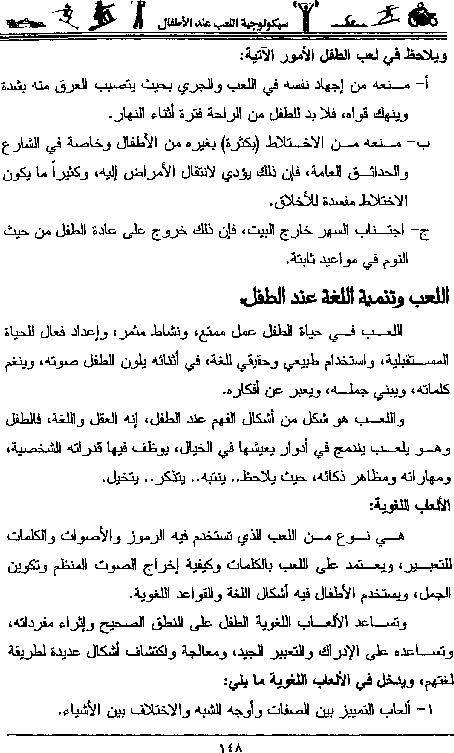 سيكولوجية اللعب عند الأطفال
ويلاحظ في لعب الطفل الأمور الآتية:
أ- منعه من إجهاد نفسه في اللعب والجري بحيث يتصبب العرق منه بشدة
وينهك قواه، فلا بد للطفل من الراحة فترة أثناء النهار.
ب- منعه من الاختلاط (بكثرة) بغيره من الأطفال وخاصة في الشارع
والحدائق العامة، فإن ذلك يؤدي لانتقال الأمراض إليه، وكثيراً ما يكون
الاختلاط مفسدة للأخلاق.
ج- اجتناب السهر خارج البيت، فإن ذلك خروج على عادة الطفل من حيث
النوم في مواعيد ثابتة.
اللعب وتنمية اللغة عند الطفل.
اللعب في حياة الطفل عمل ممتع، ونشاط مثمر، وإعداد فعال للحياة
المستقبلية، واستخدام طبيعي وحقيقي للغة، في أثنائه يلون الطفل صوته، وينغم
كلماته، ويبني جمله، ويعبر عن أفكاره.
واللعب هو شكل من أشكال الفهم عند الطفل، إنه العقل واللغة، فالطفل
وهو يلعب يندمج في أدوار يعيشها في الخيال، يوظف فيها قدراته الشخصية،
ومهاراته ومظاهر ذكائه، حيث يلاحظ.. ينتبه.. يتذكر.. يتخيل.
الألعاب اللغوية:
هي نوع من اللعب الذي تستخدم فيه الرموز والأصوات والكلمات
للتعبير، ويعتمد على اللعب بالكلمات وكيفية إخراج الصوت المنظم وتكوين
الجمل، ويستخدم الأطفال فيه أشكال اللغة والقواعد اللغوية.
وتساعد الألعاب اللغوية الطفل على النطق الصحيح وإثراء مفرداته،
وتساعده على الإدراك والتعبير الجيد، ومعالجة واكتشاف أشكال عديدة لطريقة
لغتهم، ويدخل في الألعاب اللغوية ما يلي:
١- ألعاب التمييز بين الصفات وأوجه الشبه والاختلاف بين الأشياء.
١٤٨